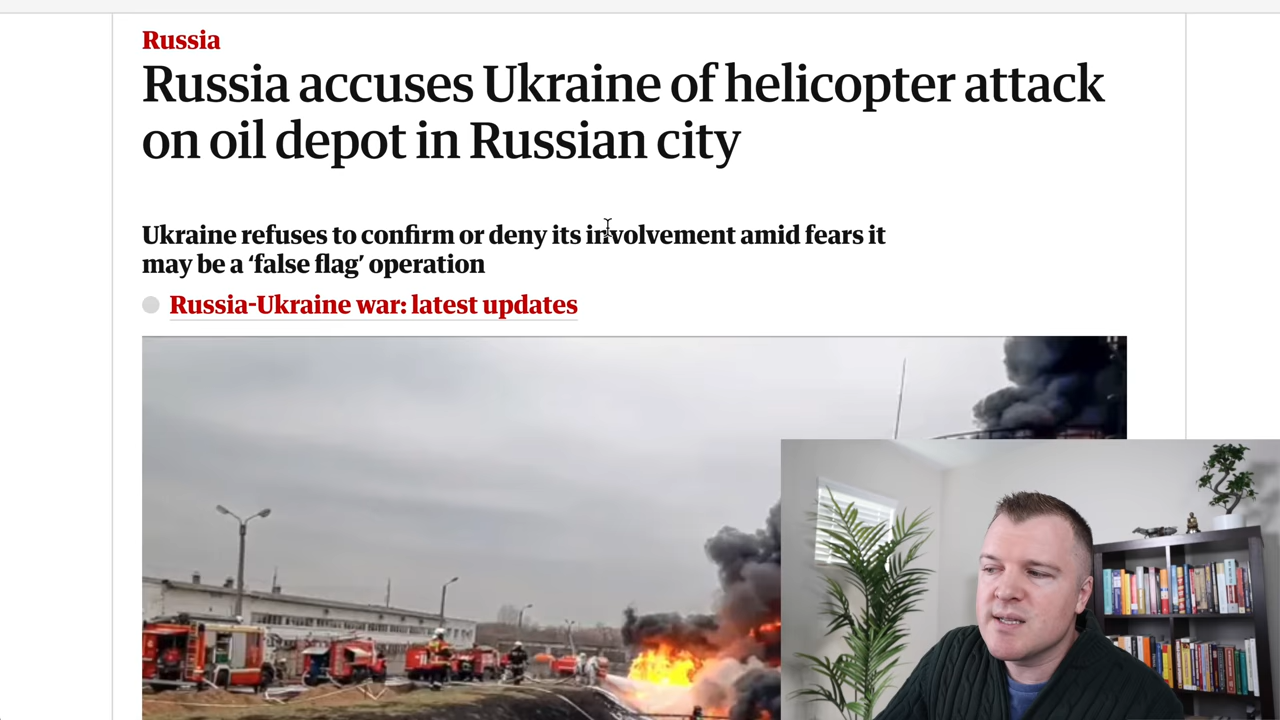 Russia
Russia accuses Ukraine of helicopter attack
on oil depot in Russian city
Ukraine refuses to confirm or deny its involvement amid fears it
may be a ‘false flag’ operation
Russia-Ukraine war: latest updates